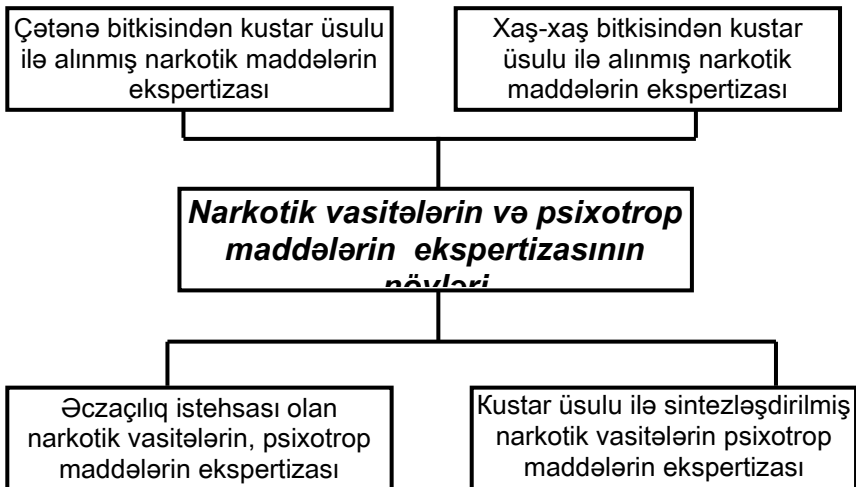 Çətənə bitkisindən kustar üsulu
ilə alınmış narkotik maddələrin
ekspertizası
Xaş-xaş bitkisindən kustar
üsulu ilə alınmış narkotik
maddələrin ekspertizası
Narkotik vasitələrin və psixotrop
maddələrin ekspertizasının
növləri
Əczaçılıq istehsası olan
narkotik vasitələrin, psixotrop
maddələrin ekspertizası
Kustar üsulu ilə sintezləşdirilmiş
narkotik vasitələrin psixotrop
maddələrin ekspertizası